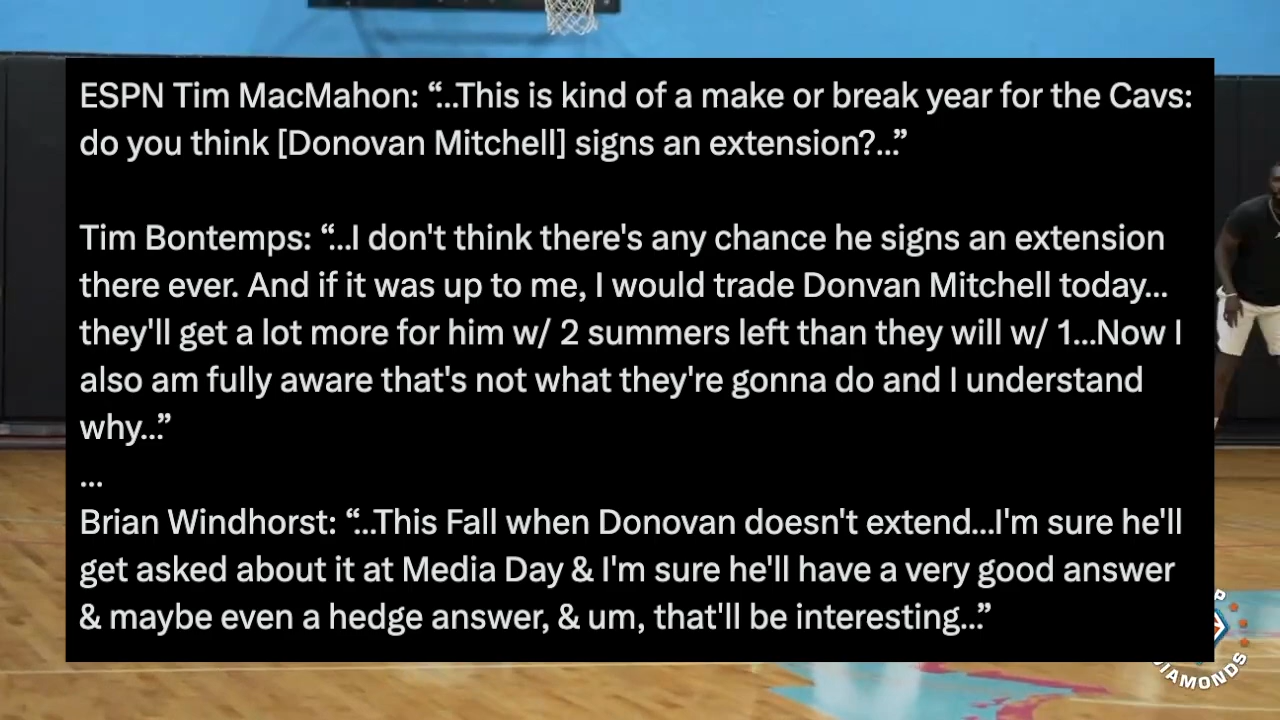 ESPN Tim MacMahon: “...This is kind of a make or break year for the Cavs:
do you think [Donovan Mitchell] signs an extension?...”
Tim Bontemps: “...I don't think there's any chance he signs an extension
there ever. And if it was up to me, I would trade Donvan Mitchell today...
they'll get a lot more for him w/ 2 summers left than they will w/ 1...Now I
also am fully aware that's not what they're gonna do and I understand
why...”
...
Brian Windhorst: “...This Fall when Donovan doesn't extend...I'm sure he'll
get asked about it at Media Day & I'm sure he'll have a very good answer
& maybe even a hedge answer, & um, that'll be interesting...”
DIAMONDS